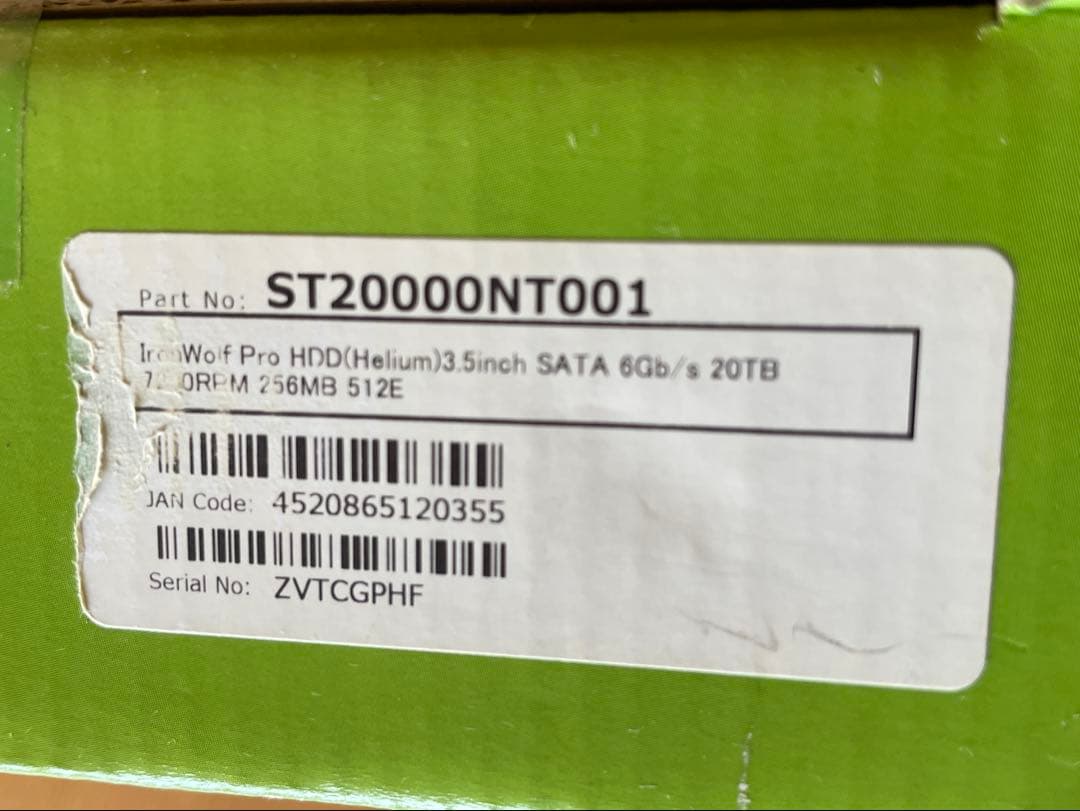 Part No: ST20000NT001
IronWolf Pro HDD(Helium)3.5inch SATA 6Gb/s 20TB
256MB 512E
JAN Code: 4520865120355
Serial No: ZVTCGPHF